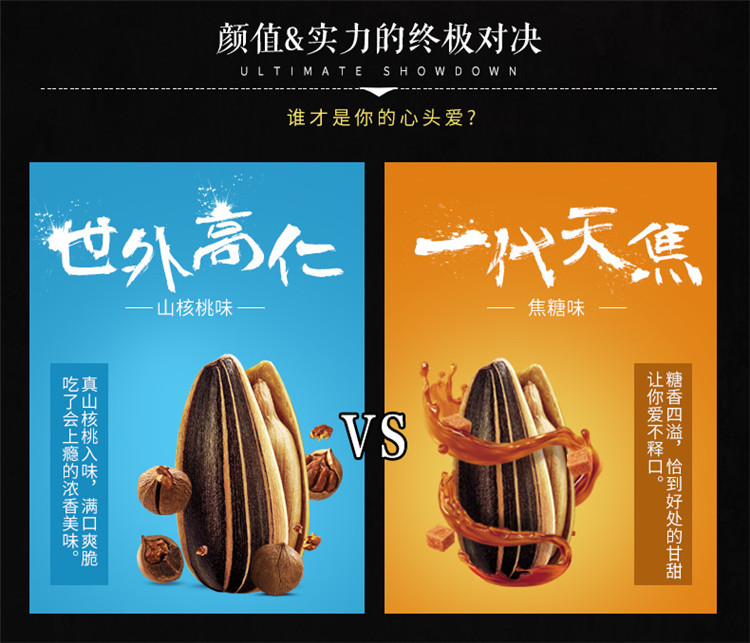 颜值&实力的终极对决
ULTIMATE SHOWDOWN
谁才是你的心头爱?
世外高仁
山核桃味
真山核桃入味，满口爽脆
吃了会上瘾的浓香美味。
VS
一代天焦
焦糖味
糖香四溢，恰到好处的甘甜
让你爱不释口。